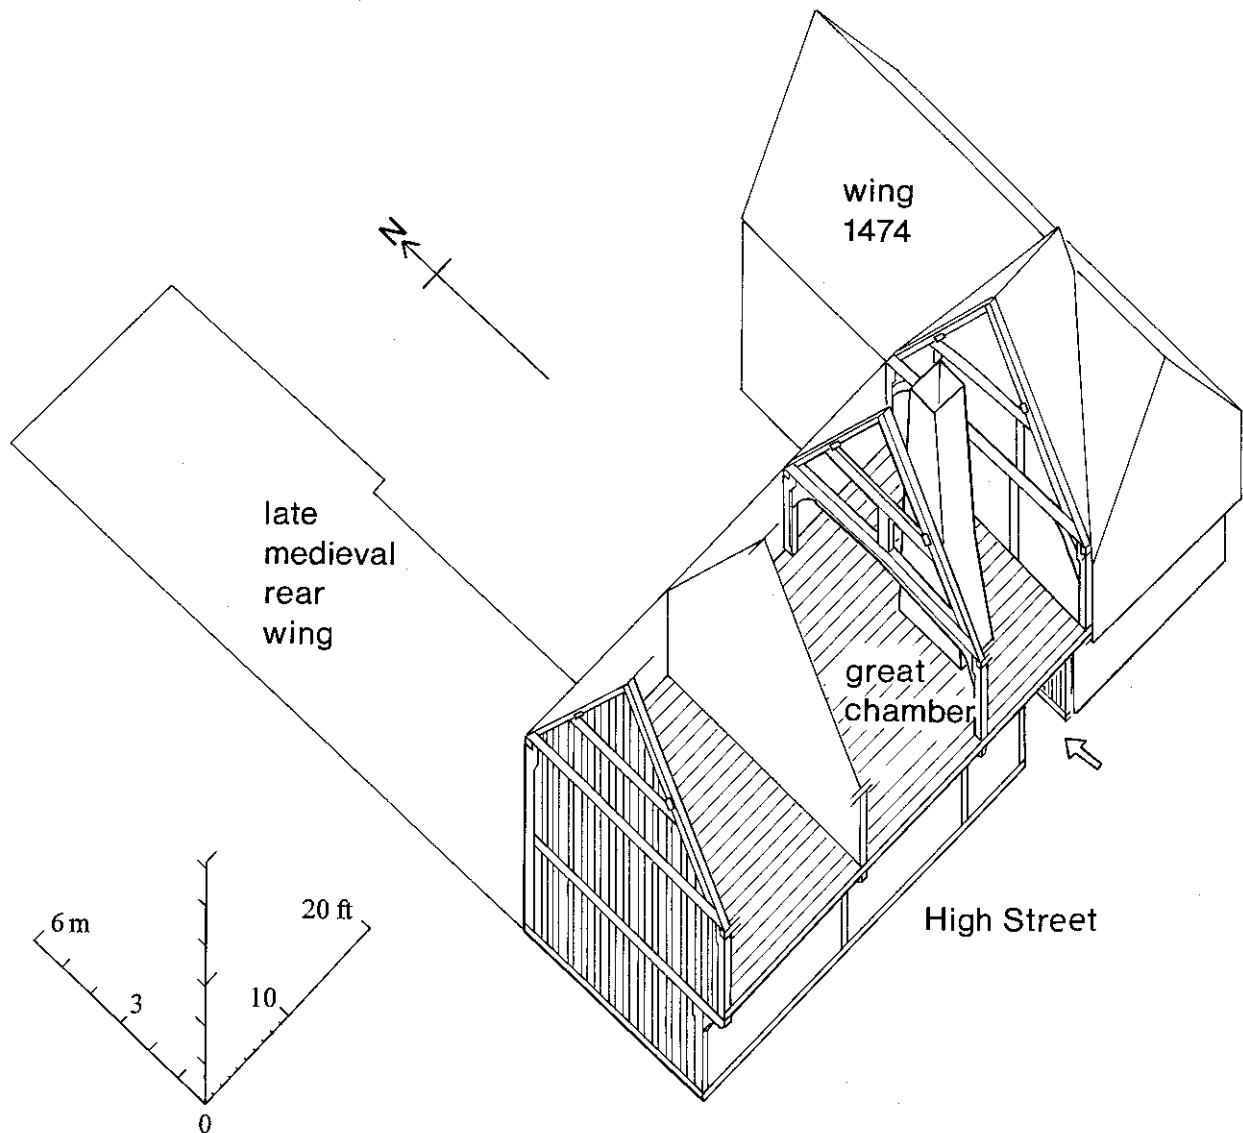 wing
1474
N
late
medieval
rear
wing
great
chamber
High Street
6 m
3
0
10
20 ft